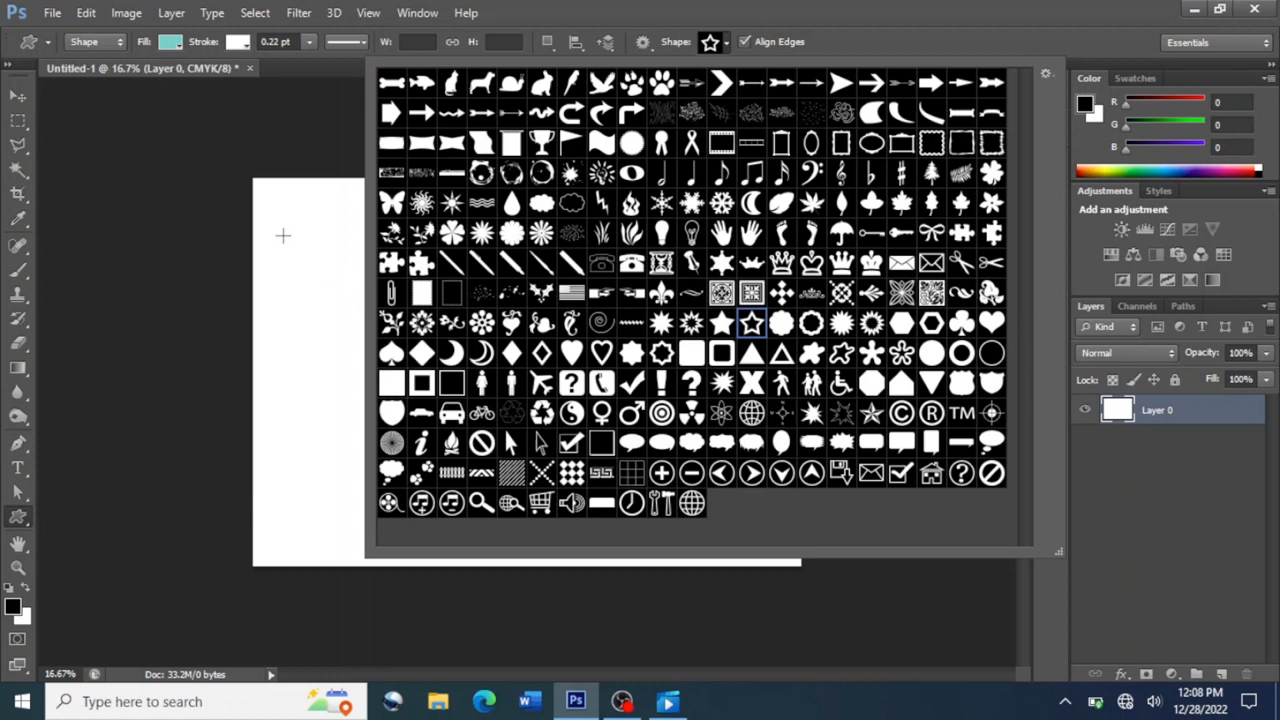 Ps File Edit Image Layer Type Select Filter 3D View Window Help
Shape Fill: Stroke: 0.22 pt W: H: Shape: Align Edges Essentials
Untitled-1 @ 16.7% (Layer 0, CMYK/8) * ×
Color Swatches
R 0
G 0
B 0
Adjustments Styles
Add an adjustment
Layers Channels Paths
Kind
Normal Opacity: 100%
Lock: Fill: 100%
Layer 0
TM
16.67% Doc: 33.2M/0 bytes
Type here to search
12:08 PM
12/28/2022